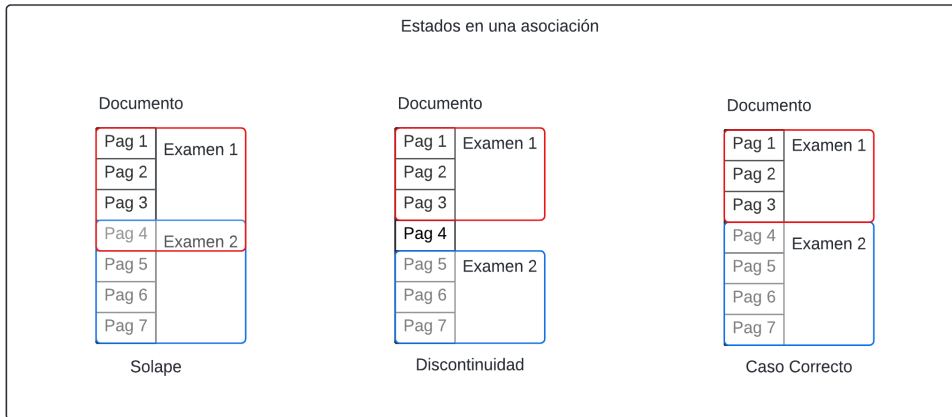 Estados en una asociación
Documento
Pag 1
Examen 1
Pag 2
Pag 3
Pag 4
Examen 2
Pag 5
Pag 6
Pag 7
Solape
Documento
Pag 1
Examen 1
Pag 2
Pag 3
Pag 4
Pag 5
Examen 2
Pag 6
Pag 7
Discontinuidad
Documento
Pag 1
Examen 1
Pag 2
Pag 3
Pag 4
Examen 2
Pag 5
Pag 6
Pag 7
Caso Correcto